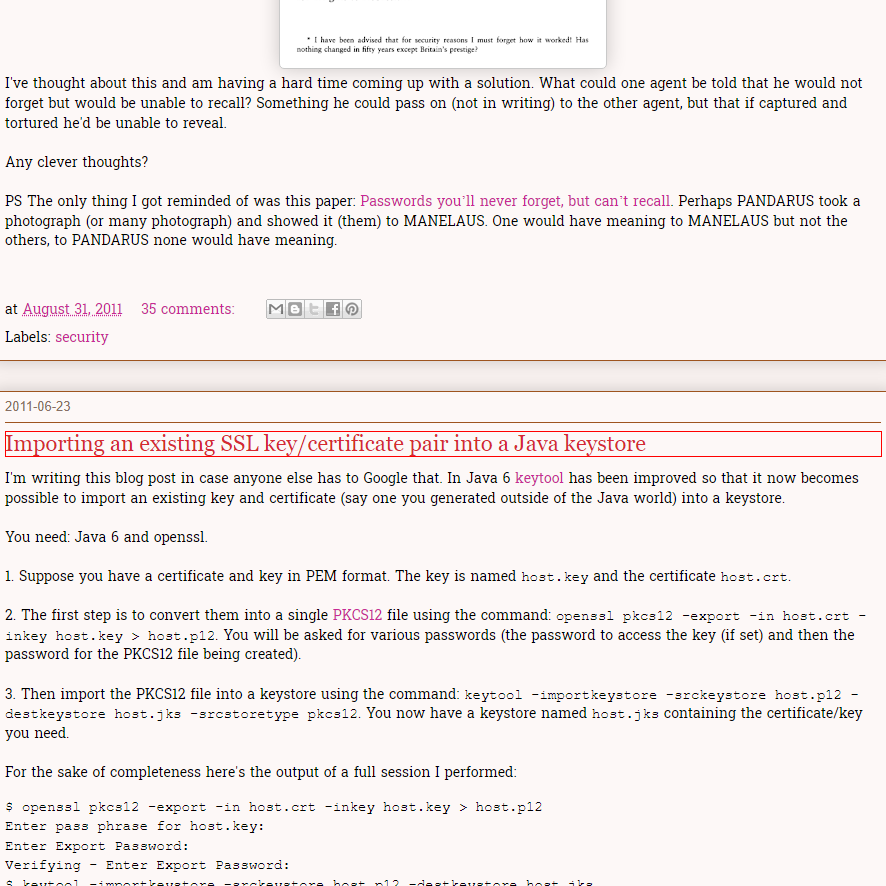 * I have been advised that for security reasons I must forget how it worked! Has
nothing changed in fifty years except Britain's prestige?
I've thought about this and am having a hard time coming up with a solution. What could one agent be told that he would not
forget but would be unable to recall? Something he could pass on (not in writing) to the other agent, but that if captured and
tortured he'd be unable to reveal.
Any clever thoughts?
PS The only thing I got reminded of was this paper: Passwords you'll never forget, but can't recall. Perhaps PANDARUS took a
photograph (or many photograph) and showed it (them) to MANELAUS. One would have meaning to MANELAUS but not the
others, to PANDARUS none would have meaning.
at August 31, 2011 35 comments:
Labels: security
2011-06-23
Importing an existing SSL key/certificate pair into a Java keystore
I'm writing this blog post in case anyone else has to Google that. In Java 6 keytool has been improved so that it now becomes
possible to import an existing key and certificate (say one you generated outside of the Java world) into a keystore.
You need: Java 6 and openssl.
1. Suppose you have a certificate and key in PEM format. The key is named host.key and the certificate host.crt.
2. The first step is to convert them into a single PKCS12 file using the command: openssl pkcs12 -export -in host.crt -
inkey host.key > host.p12. You will be asked for various passwords (the password to access the key (if set) and then the
password for the PKCS12 file being created).
3. Then import the PKCS12 file into a keystore using the command: keytool -importkeystore -srckeystore host.p12 -
destkeystore host.jks -srcstoretype pkcs12. You now have a keystore named host.jks containing the certificate/key
you need.
For the sake of completeness here's the output of a full session I performed:
$ openssl pkcs12 -export -in host.crt -inkey host.key > host.p12
Enter pass phrase for host.key:
Enter Export Password:
Verifying - Enter Export Password:
$ keytool -importkeystore -srckeystore host.p12 -destkeystore host.jks